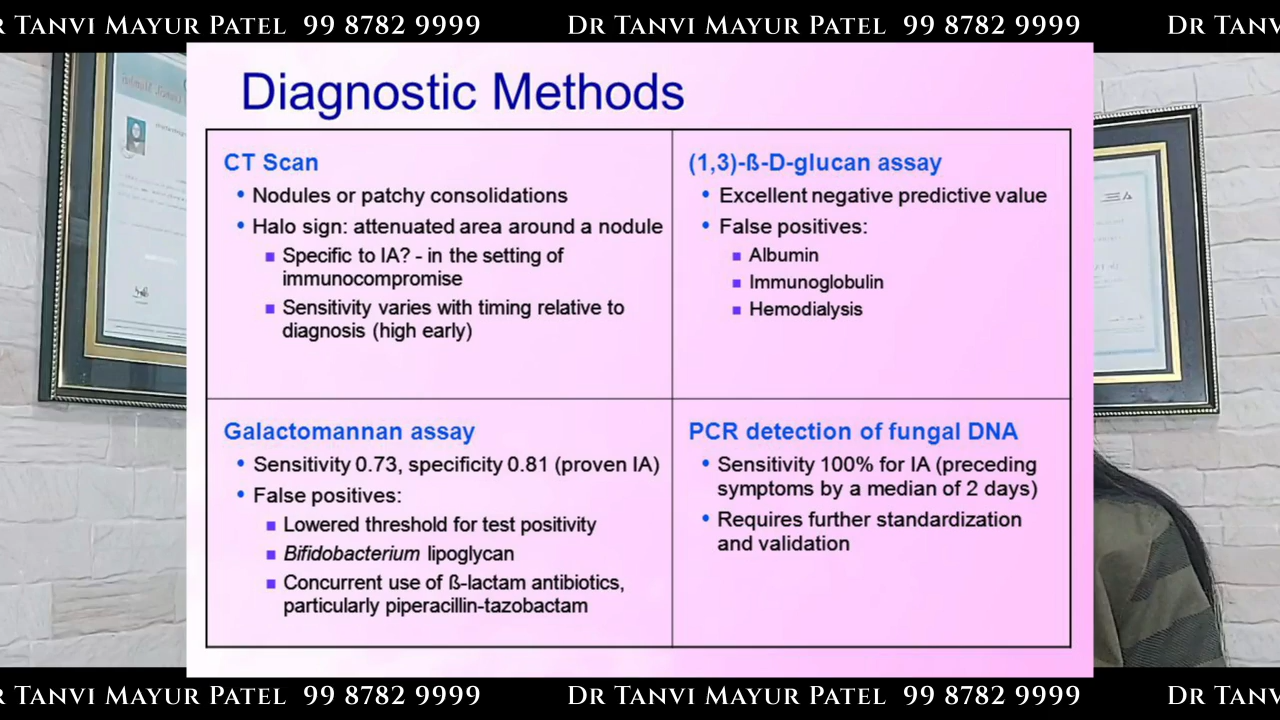 R TANVI MAYUR PATEL 99 8782 9999 DR TANVI MAYUR PATEL 99 8782 9999 DR TANV
Diagnostic Methods
CT Scan
• Nodules or patchy consolidations
• Halo sign: attenuated area around a nodule
■ Specific to IA? - in the setting of
immunocompromise
■ Sensitivity varies with timing relative to
diagnosis (high early)
(1,3)-ß-D-glucan assay
• Excellent negative predictive value
• False positives:
■ Albumin
■ Immunoglobulin
■ Hemodialysis
Galactomannan assay
• Sensitivity 0.73, specificity 0.81 (proven IA)
• False positives:
■ Lowered threshold for test positivity
■ Bifidobacterium lipoglycan
■ Concurrent use of ß-lactam antibiotics,
particularly piperacillin-tazobactam
PCR detection of fungal DNA
• Sensitivity 100% for IA (preceding
symptoms by a median of 2 days)
• Requires further standardization
and validation
R TANVI MAYUR PATEL 99 8782 9999 DR TANVI MAYUR PATEL 99 8782 9999 DR TANV